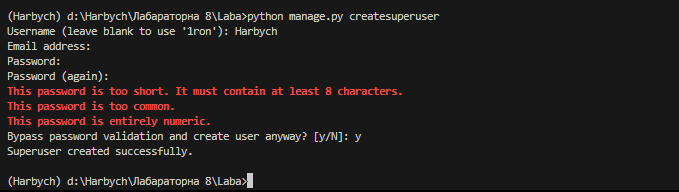 (Harbych) d:\Harbych\Лабараторна 8\Laba>python manage.py createsuperuser
Username (leave blank to use '1ron'): Harbych
Email address:
Password:
Password (again):
This password is too short. It must contain at least 8 characters.
This password is too common.
This password is entirely numeric.
Bypass password validation and create user anyway? [y/N]: y
Superuser created successfully.
(Harbych) d:\Harbych\Лабараторна 8\Laba>